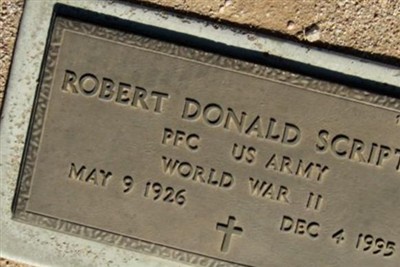 ROBERT DONALD SCRIPT
PFC US ARMY
WORLD WAR II
MAY 9 1926 DEC 4 1995